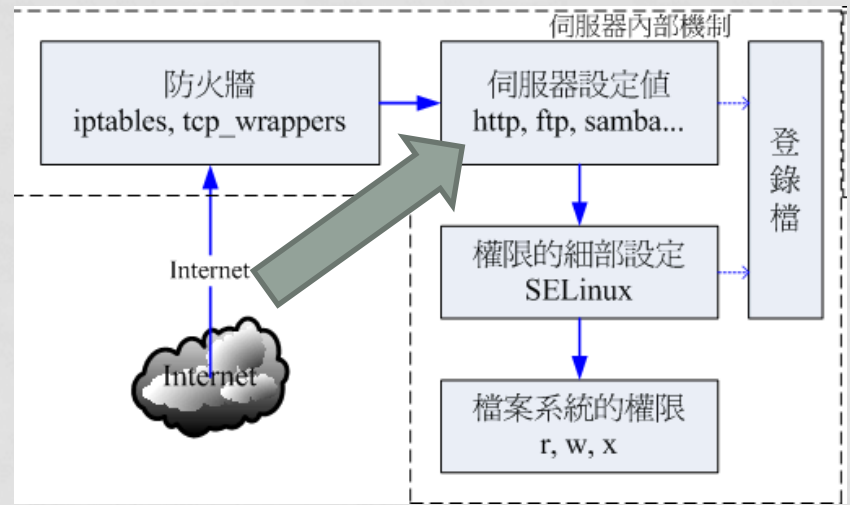 伺服器內部機制
防火牆
iptables, tcp_wrappers
伺服器設定值
http, ftp, samba...
登錄檔
Internet
Internet
權限的細部設定
SELinux
檔案系統的權限
r, w, x